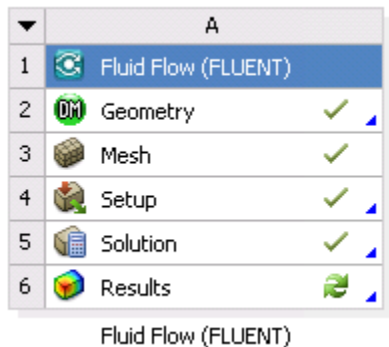 A
1 Fluid Flow (FLUENT)
2 DM Geometry
3 Mesh
4 Setup
5 Solution
6 Results
Fluid Flow (FLUENT)